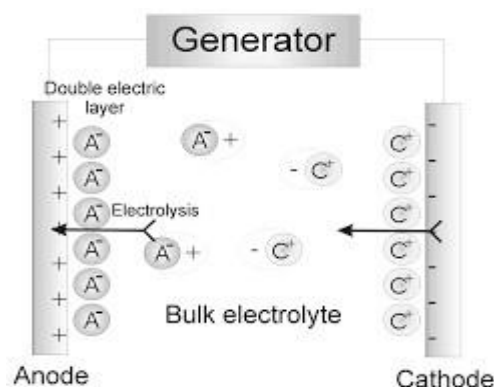 Generator
Double electric
layer
+ - 
A⁻ A⁻ + C⁺
+ - 
A⁻ - C⁺ C⁺
+ - 
A⁻ Electrolysis C⁺
A⁻ A⁻ + - C⁺ C⁺
+ - 
A⁻ C⁺
+ - 
A⁻ Bulk electrolyte C⁺
+ - 
Anode
Cathode